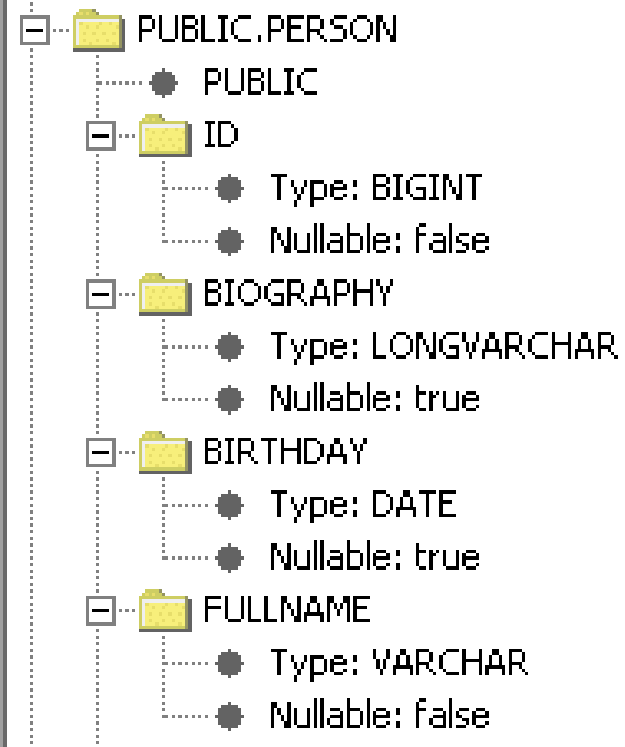 PUBLIC.PERSON
PUBLIC
ID
Type: BIGINT
Nullable: false
BIOGRAPHY
Type: LONGVARCHAR
Nullable: true
BIRTHDAY
Type: DATE
Nullable: true
FULLNAME
Type: VARCHAR
Nullable: false